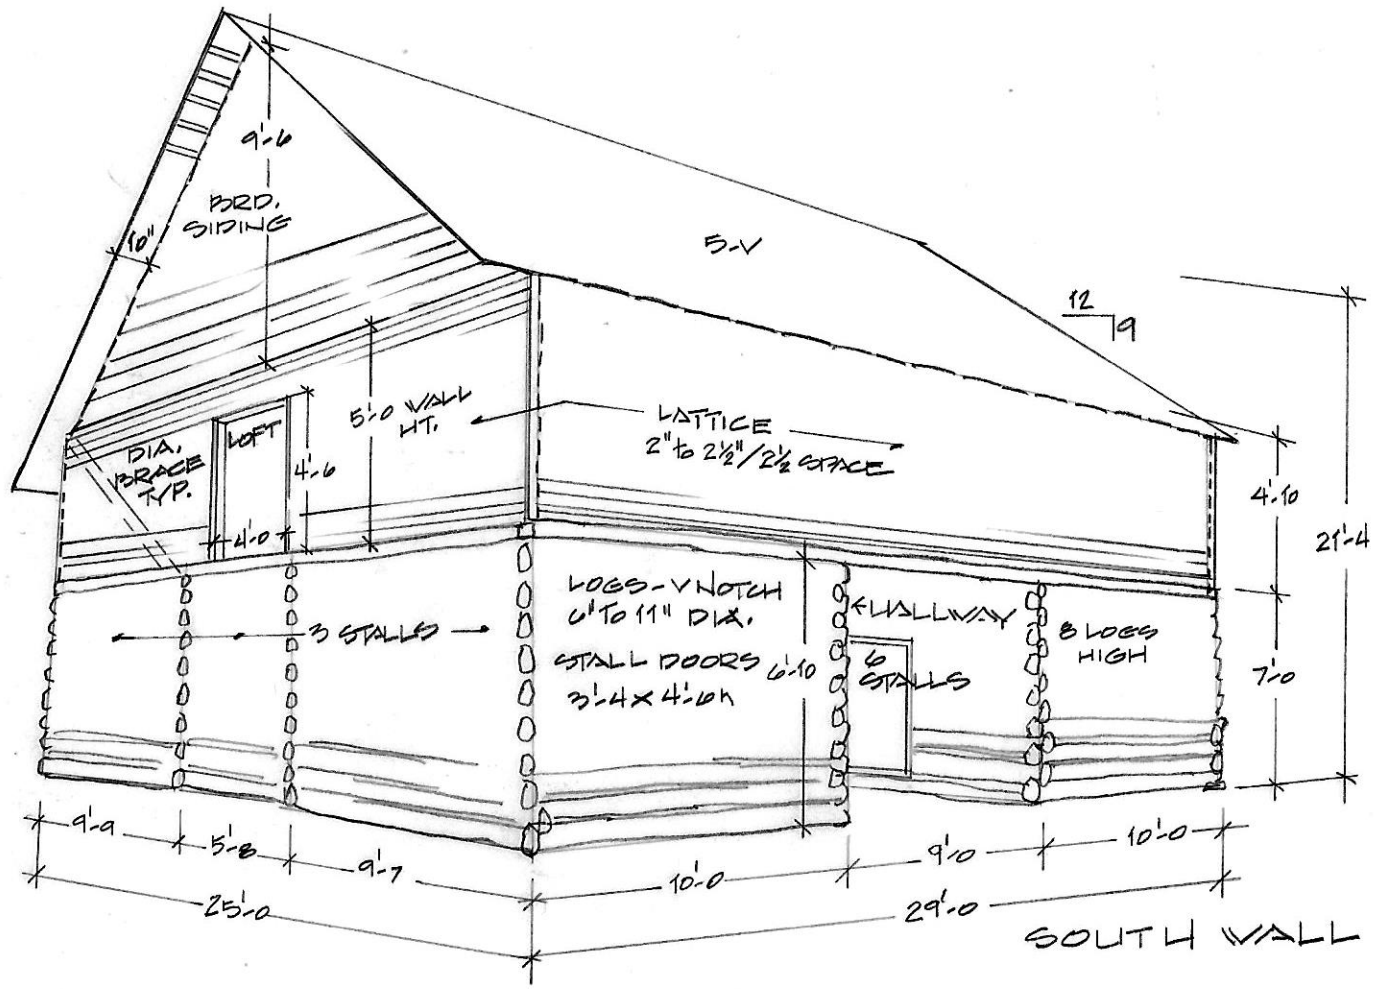 9'-6
BRD.
SIDING
10"
5-V
12
9
5'-0 WALL
HT.
LATTICE
2" to 2½"/2½ SPACE
DIA.
BRACE
TYP.
LOFT
4'-6
4'-0
4'-10
21'-4
LOGS-V NOTCH
6" TO 11" DIA.
STALL DOORS
3'-4 x 4'-6 h
6'-10
HALLWAY
6
STALLS
8 LOGS
HIGH
7'-0
3 STALLS
9'-9
5'-8
9'-7
25'-0
10'-0
9'-0
10'-0
29'-0
SOUTH WALL